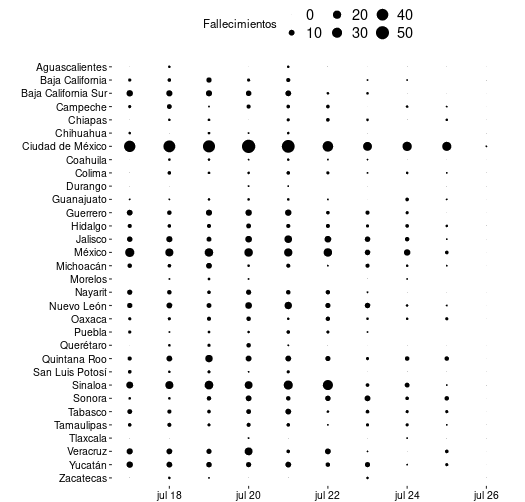 Fallecimientos
0 20 40
10 30 50
Aguascalientes
Baja California
Baja California Sur
Campeche
Chiapas
Chihuahua
Ciudad de México
Coahuila
Colima
Durango
Guanajuato
Guerrero
Hidalgo
Jalisco
México
Michoacán
Morelos
Nayarit
Nuevo León
Oaxaca
Puebla
Querétaro
Quintana Roo
San Luis Potosí
Sinaloa
Sonora
Tabasco
Tamaulipas
Tlaxcala
Veracruz
Yucatán
Zacatecas
jul 18 jul 20 jul 22 jul 24 jul 26